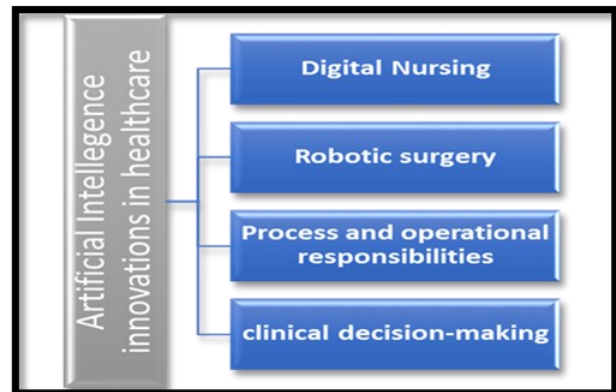 Artificial Intellegence
innovations in healthcare
Digital Nursing
Robotic surgery
Process and operational
responsibilities
clinical decision-making